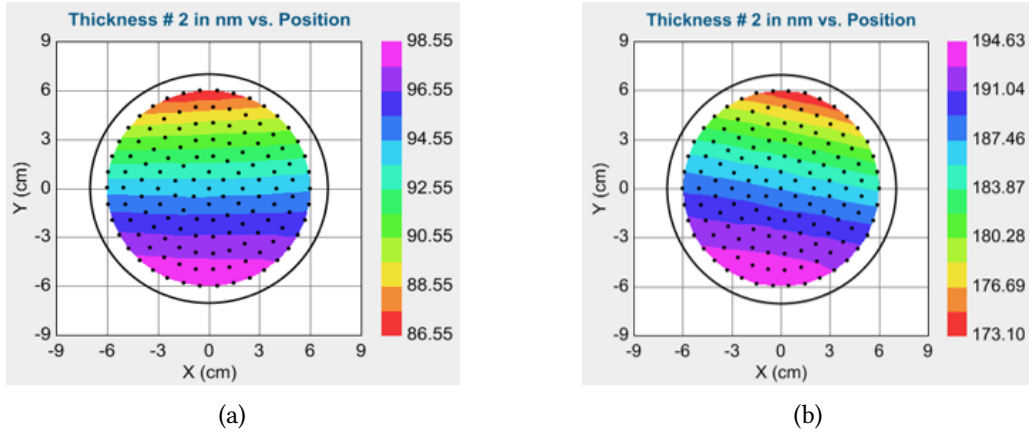 Thickness # 2 in nm vs. Position
9
6
3
0
-3
-6
-9
Y (cm)
-9 -6 -3 0 3 6 9
X (cm)
98.55
96.55
94.55
92.55
90.55
88.55
86.55
(a)
Thickness # 2 in nm vs. Position
9
6
3
0
-3
-6
-9
Y (cm)
-9 -6 -3 0 3 6 9
X (cm)
194.63
191.04
187.46
183.87
180.28
176.69
173.10
(b)